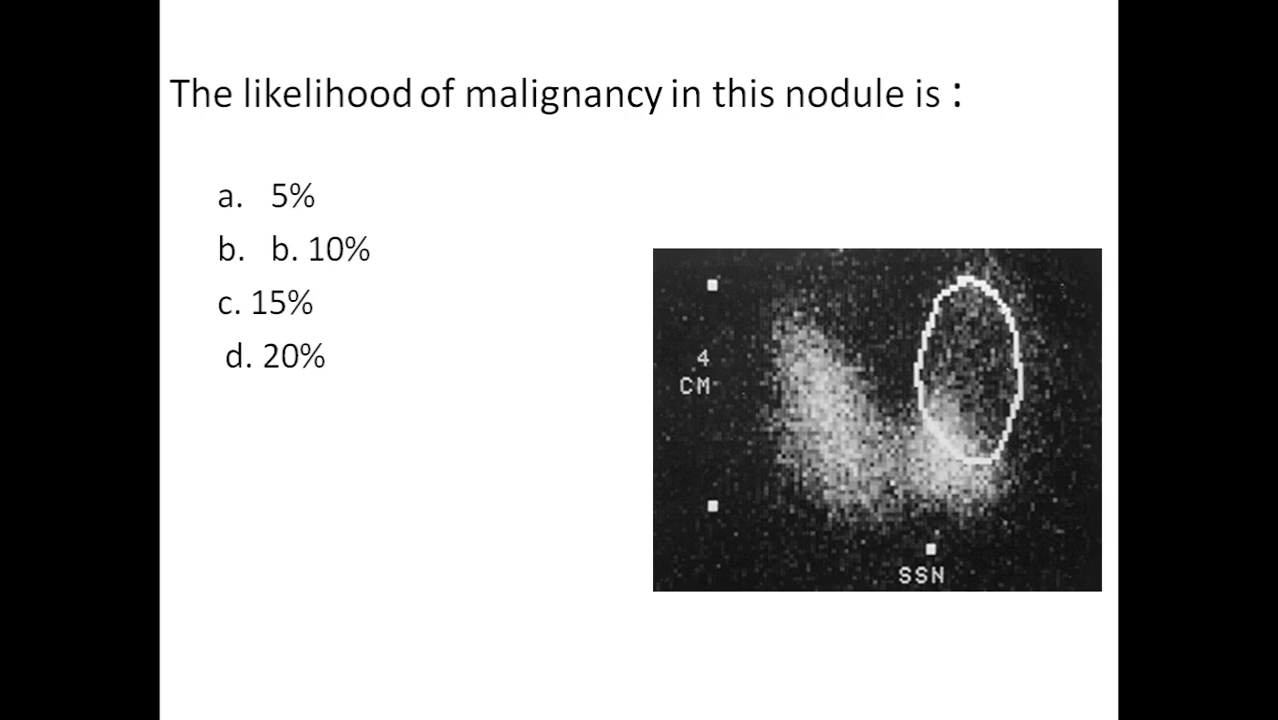 The likelihood of malignancy in this nodule is :
a. 5%
b. b. 10%
c. 15%
d. 20%
4
CM
SSN